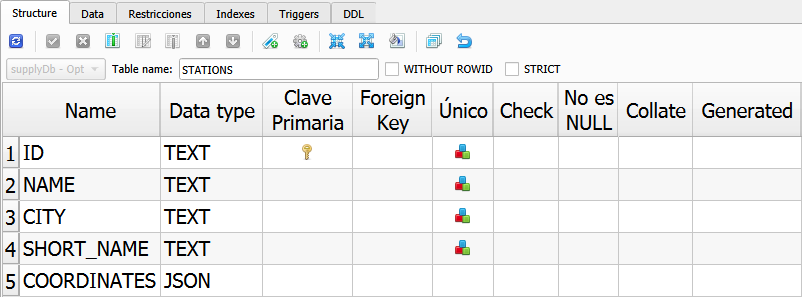 Structure Data Restricciones Indexes Triggers DDL
supplyDb - Opt Table name: STATIONS WITHOUT ROWID STRICT
Name Data type Clave Primaria Foreign Key Único Check No es NULL Collate Generated
1 ID TEXT
2 NAME TEXT
3 CITY TEXT
4 SHORT_NAME TEXT
5 COORDINATES JSON